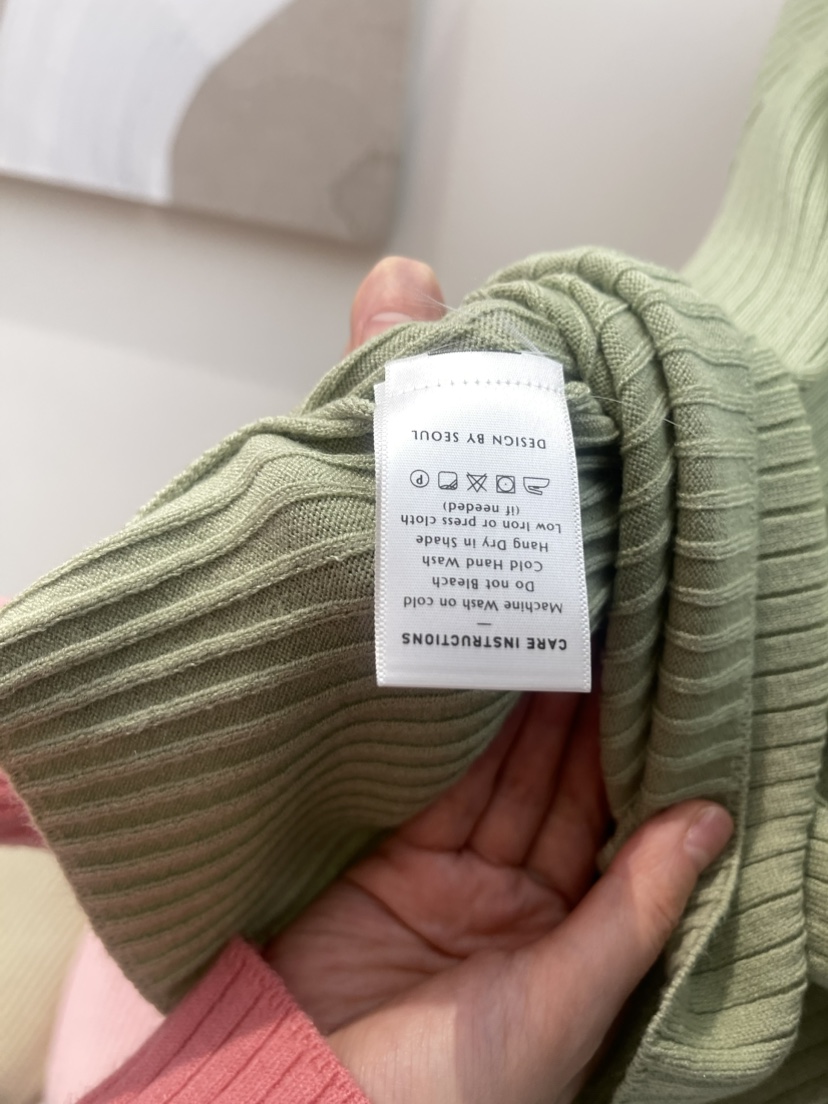 CARE INSTRUCTIONS
—
Machine Wash on cold
Do not Bleach
Cold Hand Wash
Hang Dry in Shade
Low Iron or press cloth
(if needed)
P
DESIGN BY SEOUL